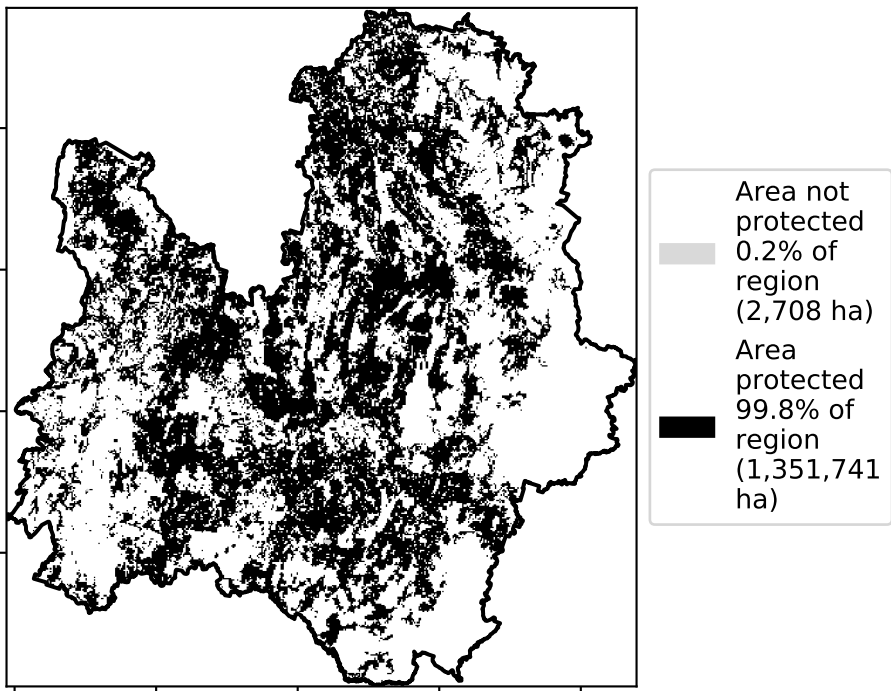 Area not
protected
0.2% of
region
(2,708 ha)
Area
protected
99.8% of
region
(1,351,741
ha)